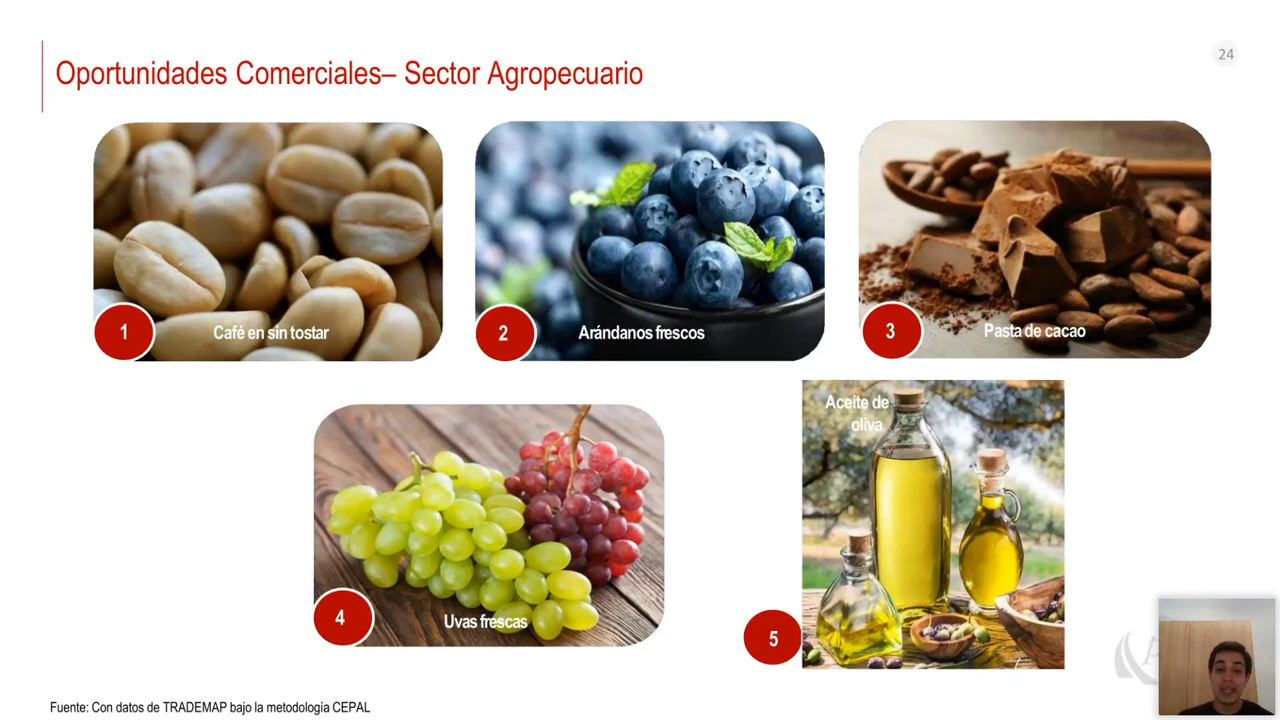 24
Oportunidades Comerciales– Sector Agropecuario
1
Café en sin tostar
2
Arándanos frescos
3
Pasta de cacao
4
Uvas frescas
5
Aceite de
oliva
Fuente: Con datos de TRADEMAP bajo la metodología CEPAL